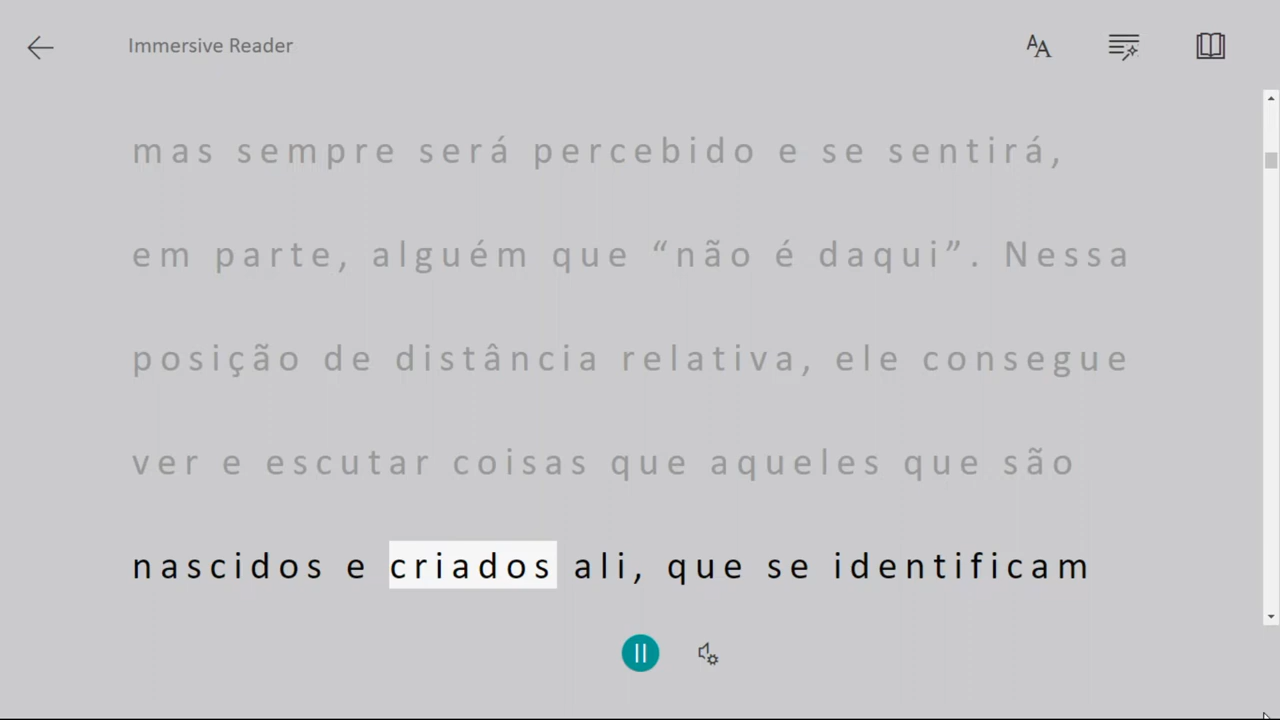 Immersive Reader
mas sempre será percebido e se sentirá,
em parte, alguém que “não é daqui”. Nessa
posição de distância relativa, ele consegue
ver e escutar coisas que aqueles que são
nascidos e criados ali, que se identificam